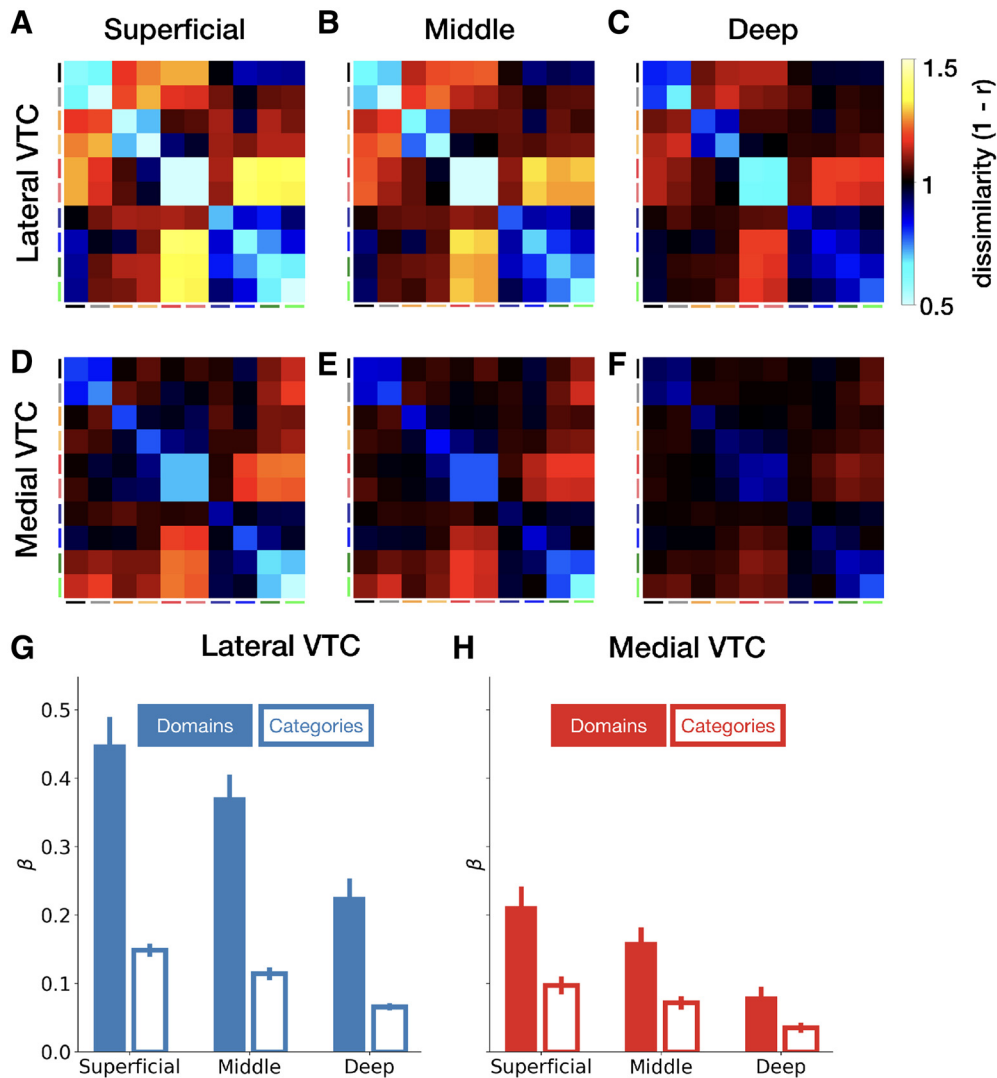 A Superficial B Middle C Deep
Lateral VTC
1.5
1
0.5
dissimilarity (1 - r)
D E F
Medial VTC
G Lateral VTC H Medial VTC
Domains Categories Domains Categories
0.5
0.4
0.3
0.2
0.1
0.0
β β
Superficial Middle Deep Superficial Middle Deep